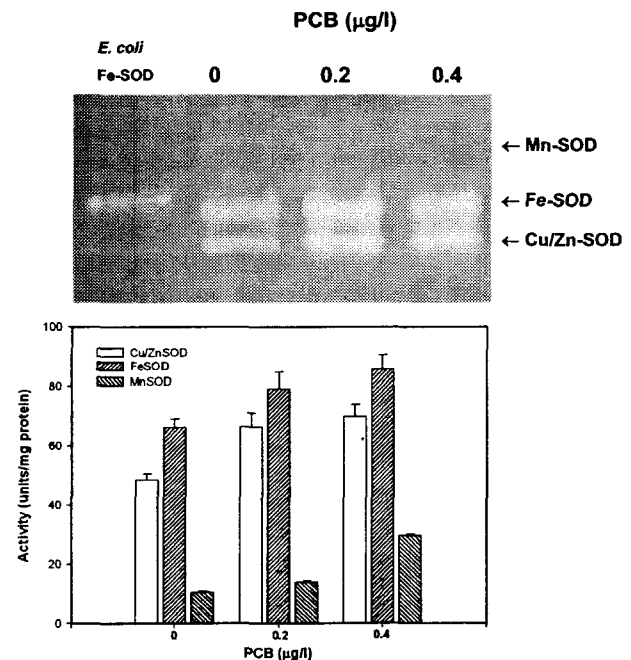 PCB (µg/l)
E. coli
Fe-SOD 0 0.2 0.4
← Mn-SOD
← Fe-SOD
← Cu/Zn-SOD
100
80
60
40
20
0
Activity (units/mg protein)
Cu/ZnSOD
FeSOD
MnSOD
0 0.2 0.4
PCB (µg/l)